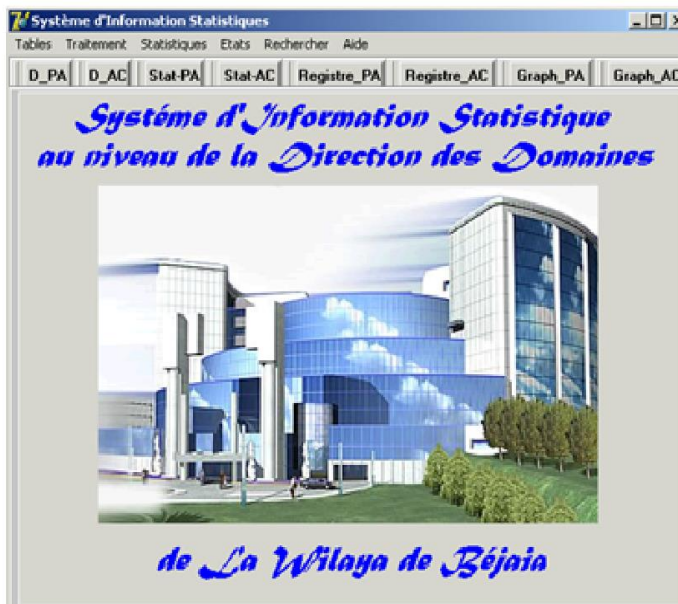 Système d'Information Statistiques
Tables Traitement Statistiques Etats Rechercher Aide
D_PA D_AC Stat-PA Stat-AC Registre_PA Registre_AC Graph_PA Graph_AC
Systéme d'Information Statistique
au niveau de la Direction des Domaines
de La Wilaya de Béjaia